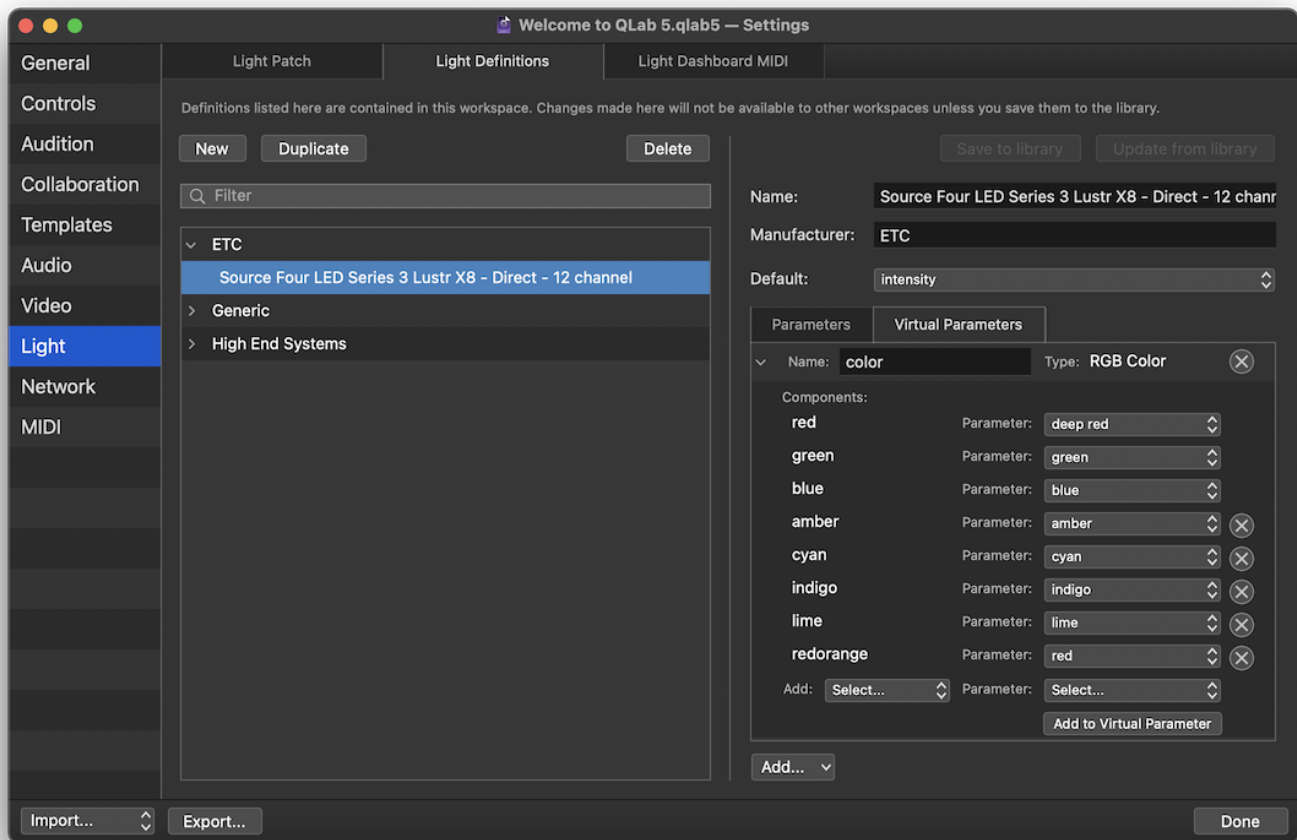 Welcome to QLab 5.qlab5 — Settings
General
Controls
Audition
Collaboration
Templates
Audio
Video
Light
Network
MIDI
Light Patch
Light Definitions
Light Dashboard MIDI
Definitions listed here are contained in this workspace. Changes made here will not be available to other workspaces unless you save them to the library.
New
Duplicate
Delete
Filter
ETC
Source Four LED Series 3 Lustr X8 - Direct - 12 channel
Generic
High End Systems
Save to library
Update from library
Name: Source Four LED Series 3 Lustr X8 - Direct - 12 chann
Manufacturer: ETC
Default: intensity
Parameters
Virtual Parameters
Name: color Type: RGB Color
Components:
red Parameter: deep red
green Parameter: green
blue Parameter: blue
amber Parameter: amber
cyan Parameter: cyan
indigo Parameter: indigo
lime Parameter: lime
redorange Parameter: red
Add: Select... Parameter: Select...
Add to Virtual Parameter
Add...
Import...
Export...
Done